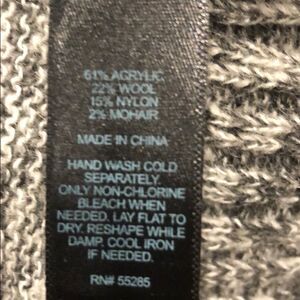 61% ACRYLIC
22% WOOL
15% NYLON
2% MOHAIR
MADE IN CHINA
HAND WASH COLD
SEPARATELY
ONLY NON-CHLORINE
BLEACH WHEN
NEEDED. LAY FLAT TO
DRY. RESHAPE WHILE
DAMP. COOL IRON
IF NEEDED.
RN# 55285